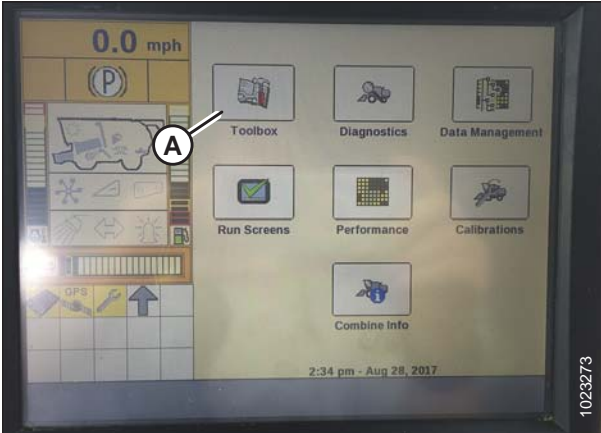 0.0 mph
(P)
A
Toolbox
Diagnostics
Data Management
Run Screens
Performance
Calibrations
GPS
Combine Info
2:34 pm - Aug 28, 2017
1023273